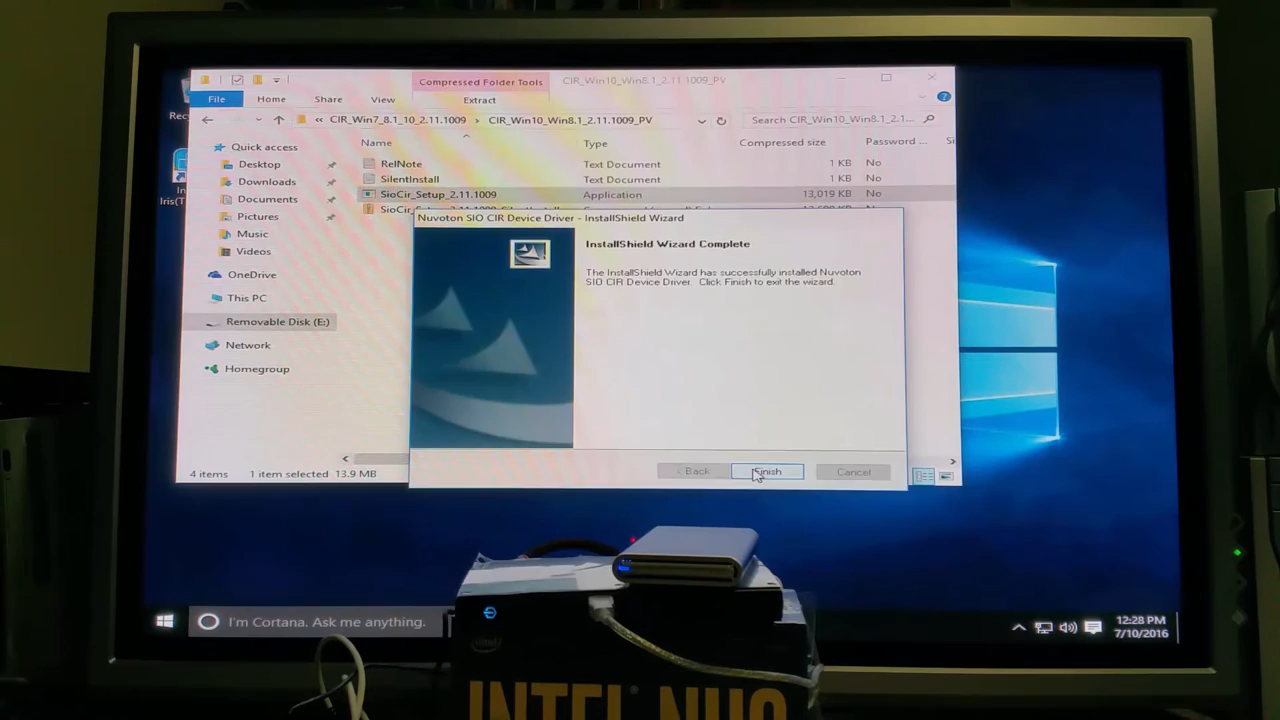 Compressed Folder Tools
CIR_Win10_Win8.1_2.11.1009_PV
File Home Share View Extract
« CIR_Win7_8.1_10_2.11.1009 > CIR_Win10_Win8.1_2.11.1009_PV
Search CIR_Win10_Win8.1_2.1...
Name Type Compressed size Password ...
Quick access
Desktop
Downloads
Documents
Pictures
Music
Videos
OneDrive
This PC
Removable Disk (E:)
Network
Homegroup
RelNote Text Document 1 KB No
SilentInstall Text Document 1 KB No
SioCir_Setup_2.11.1009 Application 13,019 KB No
Nuvoton SIO CIR Device Driver - InstallShield Wizard
InstallShield Wizard Complete
The InstallShield Wizard has successfully installed Nuvoton
SIO CIR Device Driver. Click Finish to exit the wizard.
< Back Finish Cancel
4 items 1 item selected 13.9 MB
I'm Cortana. Ask me anything.
12:28 PM
7/10/2016
intel
INTEL® NUC